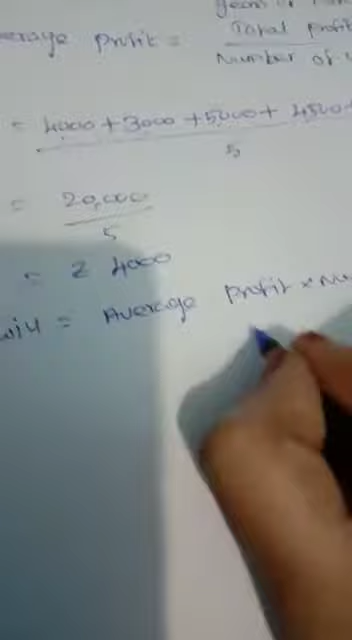 Average Profit = Total Profit
Number of
= 4000 + 3000 + 5000 + 4500
5
= 20,000
5
= ₹ 4000
= Average Profit ×